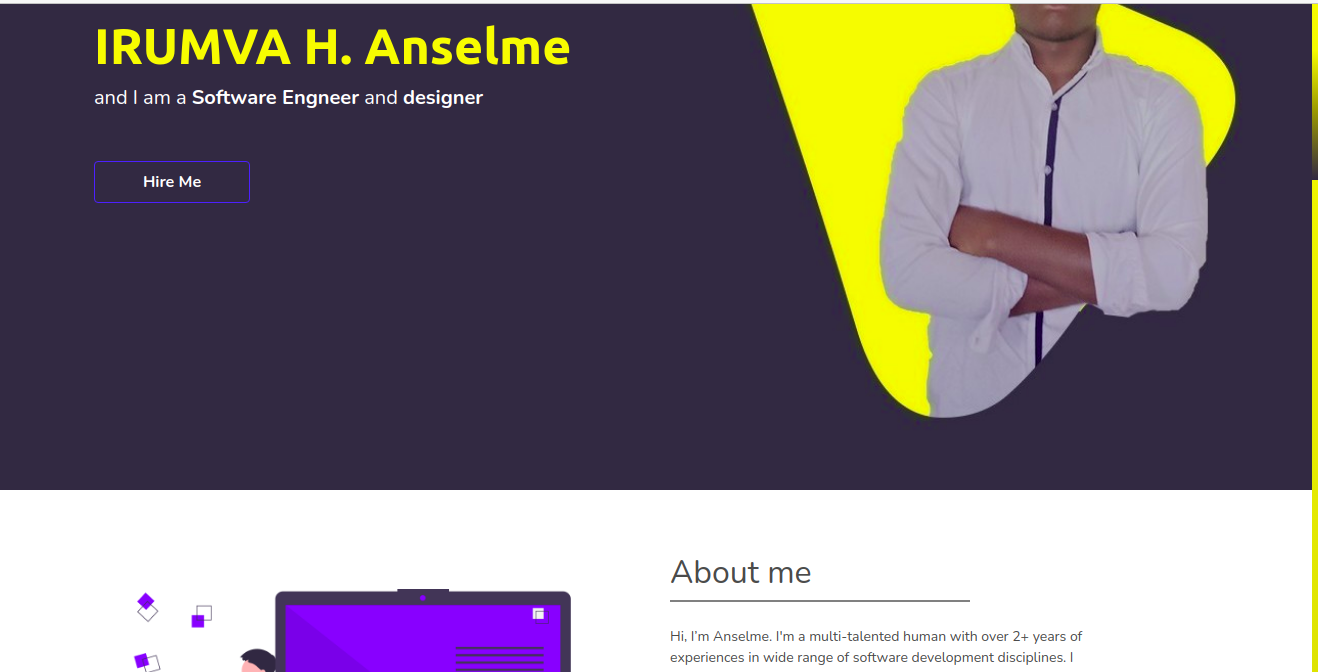 IRUMVA H. Anselme
and I am a Software Engneer and designer
Hire Me
About me
Hi, I'm Anselme. I'm a multi-talented human with over 2+ years of
experiences in wide range of software development disciplines. I